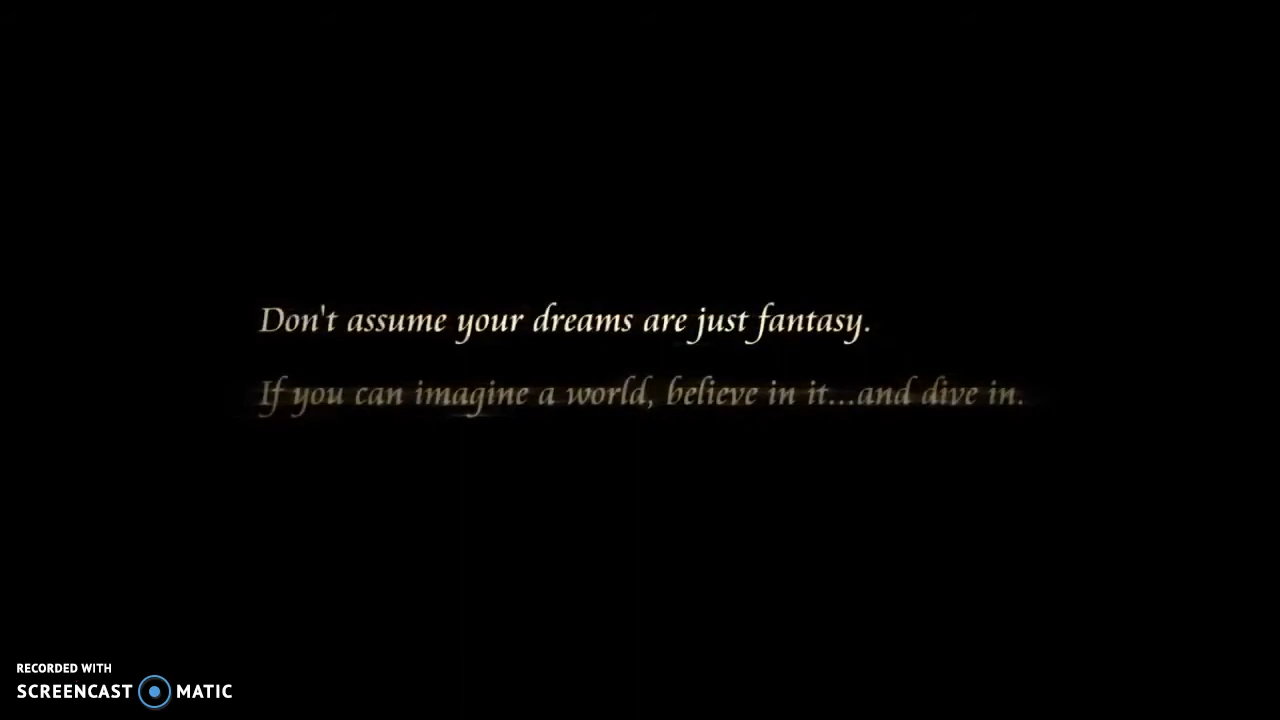 Don't assume your dreams are just fantasy.
If you can imagine a world, believe in it...and dive in.
RECORDED WITH
SCREENCAST MATIC